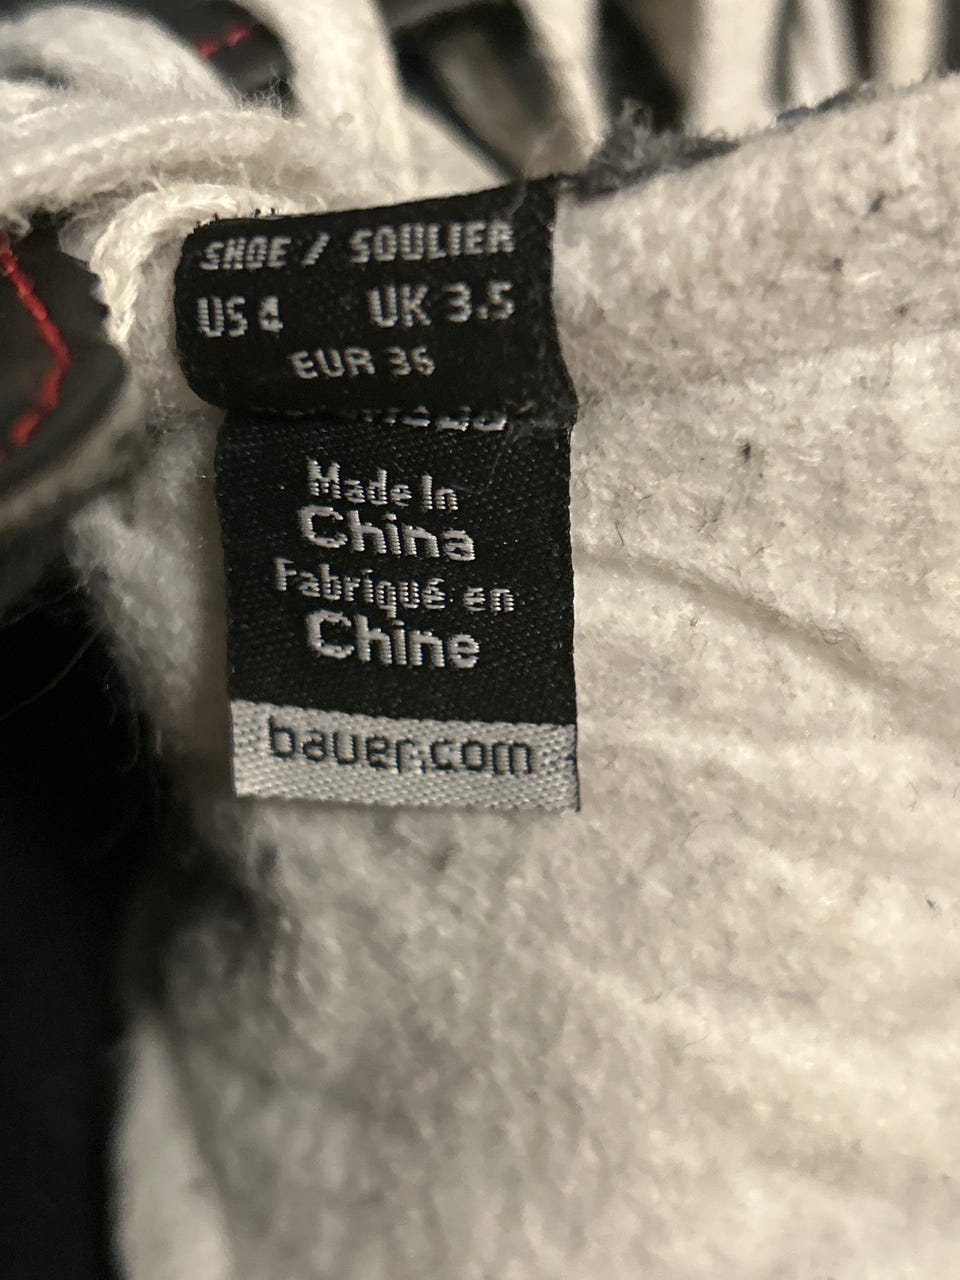 SHOE / SOULIER
US 4 UK 3.5
EUR 36
Made In
China
Fabriqué en
Chine
bauer.com